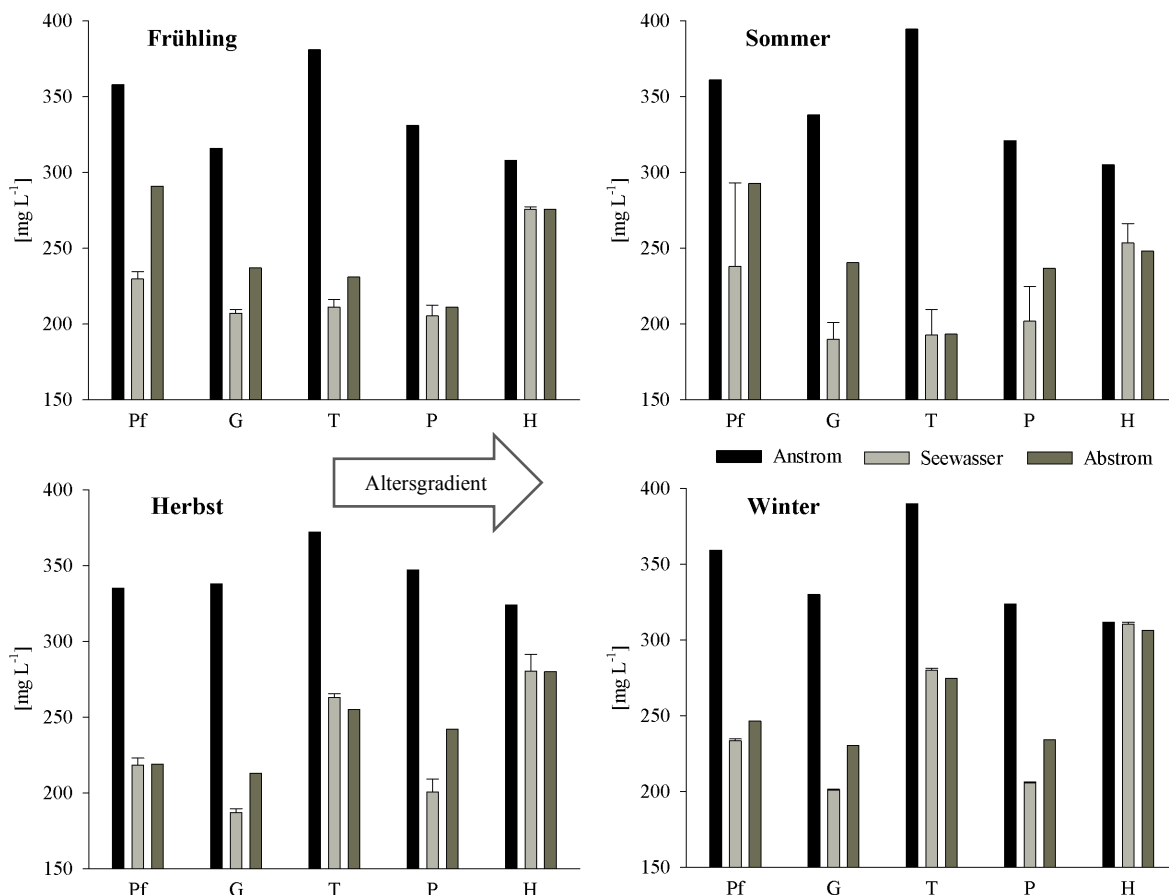 Frühling
400
350
300
250
200
150
[mg L⁻¹]
Pf G T P H
Sommer
400
350
300
250
200
150
[mg L⁻¹]
Pf G T P H
Altersgradient
Anstrom Seewasser Abstrom
Herbst
400
350
300
250
200
150
[mg L⁻¹]
Pf G T P H
Winter
400
350
300
250
200
150
[mg L⁻¹]
Pf G T P H